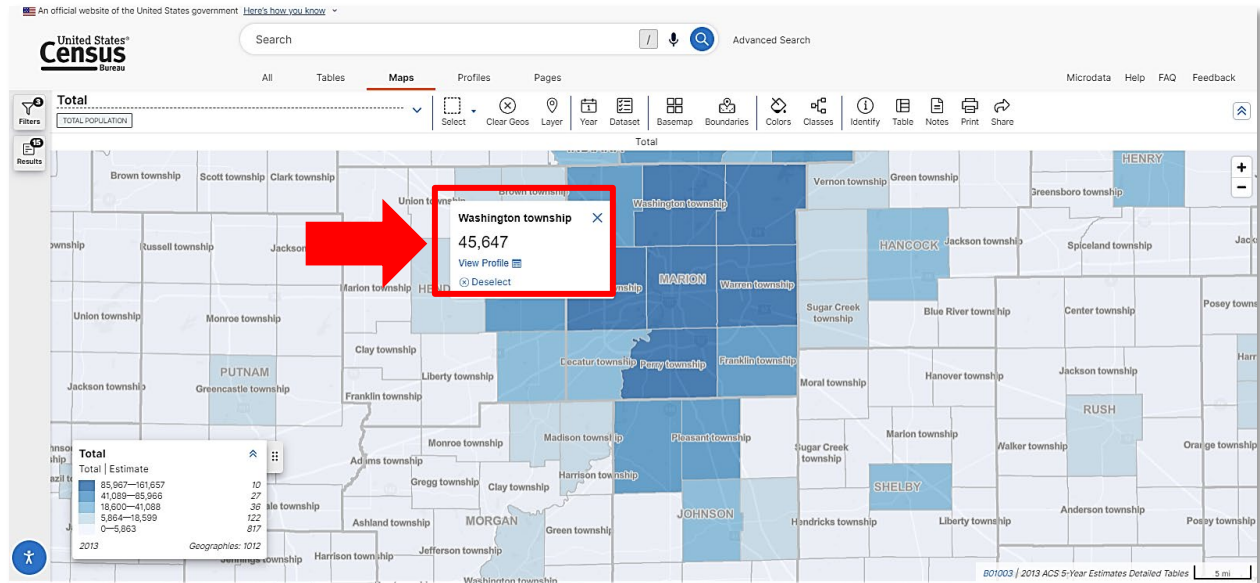 An official website of the United States government Here's how you know
United States®
Census
Bureau
Search
/
Advanced Search
All Tables Maps Profiles Pages
Microdata Help FAQ Feedback
3
Filters
Total
TOTAL POPULATION
Select Clear Geos Layer Year Dataset Basemap Boundaries Colors Classes Identify Table Notes Print Share
15
Results
Total
HENRY
+
−
Brown township Scott township Clark township
Vernon township Green township
Greensboro township
Brown township
Union township
Washington township
Washington township
45,647
View Profile
Deselect
Russell township
HANCOCK Jackson township
Spiceland township
MARION
Warren township
Marion township
Sugar Creek
township
Blue River township
Center township
Union township
Monroe township
Clay township
Decatur township Perry township Franklin township
PUTNAM
Greencastle township
Liberty township
Jackson township
Franklin township
Moral township
Hanover township
Jackson township
RUSH
Monroe township
Madison township
Pleasant township
Marion township
Sugar Creek
township
Walker township
Orange township
Adams township
Gregg township
Clay township
Harrison township
SHELBY
Anderson township
Ashland township
MORGAN
Green township
JOHNSON
Hendricks township
Liberty township
Posey township
Jefferson township
Harrison township
Washington township
Total
Total | Estimate
85,967—161,657 10
41,089—85,966 27
18,600—41,088 36
5,864—18,599 122
0—5,863 817
2013 Geographies: 1012
B01003 | 2013 ACS 5-Year Estimates Detailed Tables
5 mi